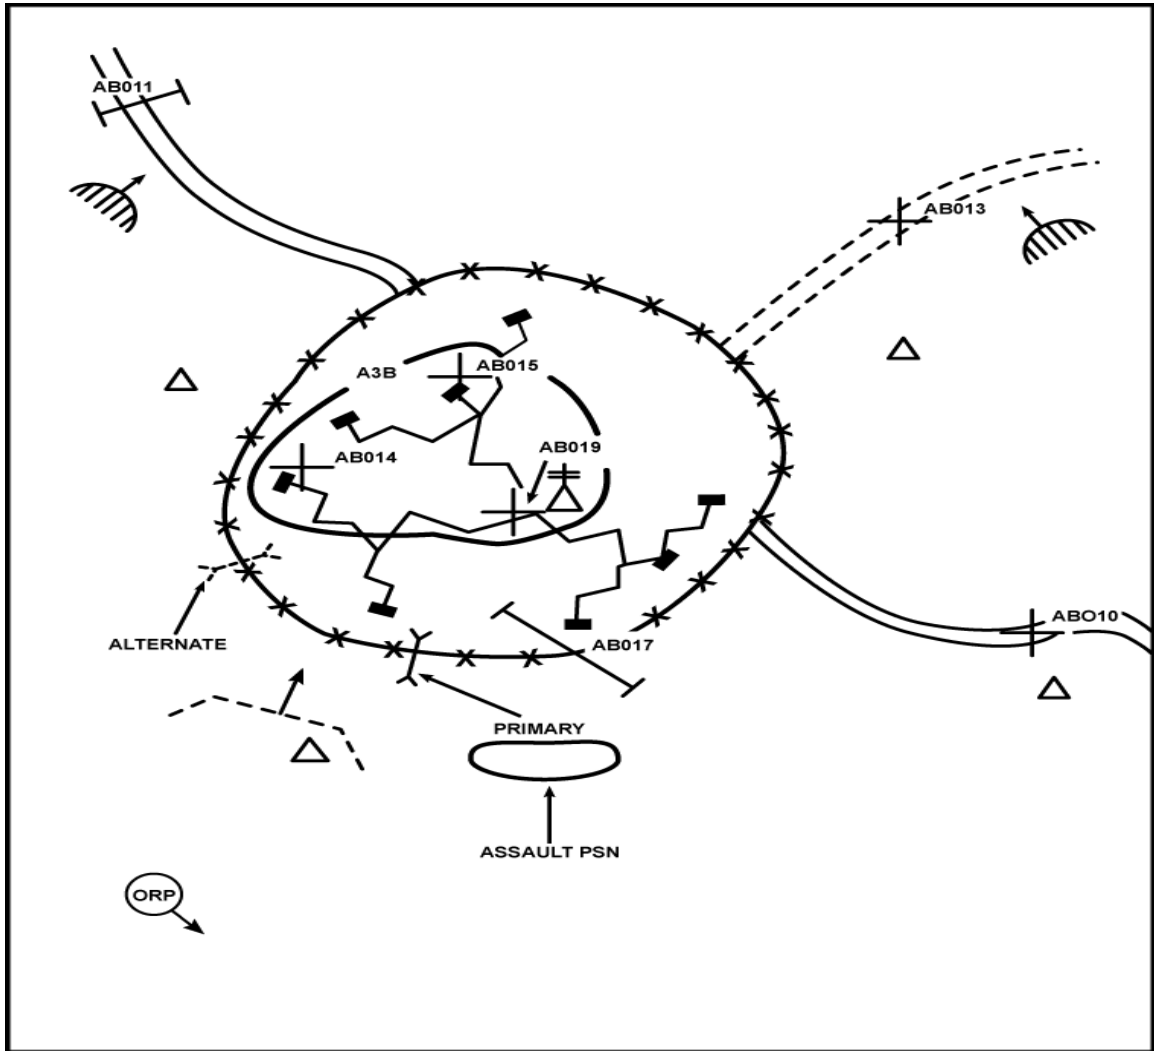 AB011
AB013
AB015
A3B
AB019
AB014
ABO10
ALTERNATE
AB017
PRIMARY
ASSAULT PSN
ORP